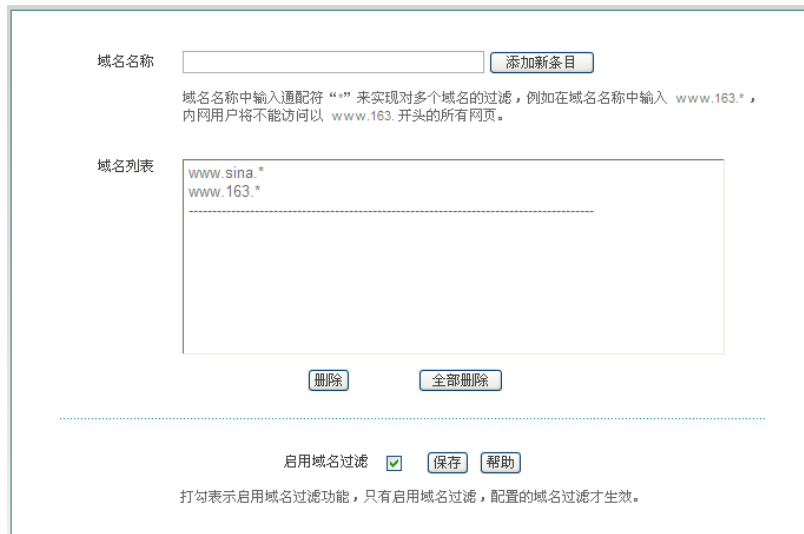 域名名称 添加新条目
域名名称中输入通配符“*”来实现对多个域名的过滤，例如在域名名称中输入 www.163.*，
内网用户将不能访问以 www.163. 开头的所有网页。
域名列表
www.sina.*
www.163.*
--------------------------------------------------------------------------------
删除 全部删除
启用域名过滤 保存 帮助
打勾表示启用域名过滤功能，只有启用域名过滤，配置的域名过滤才生效。